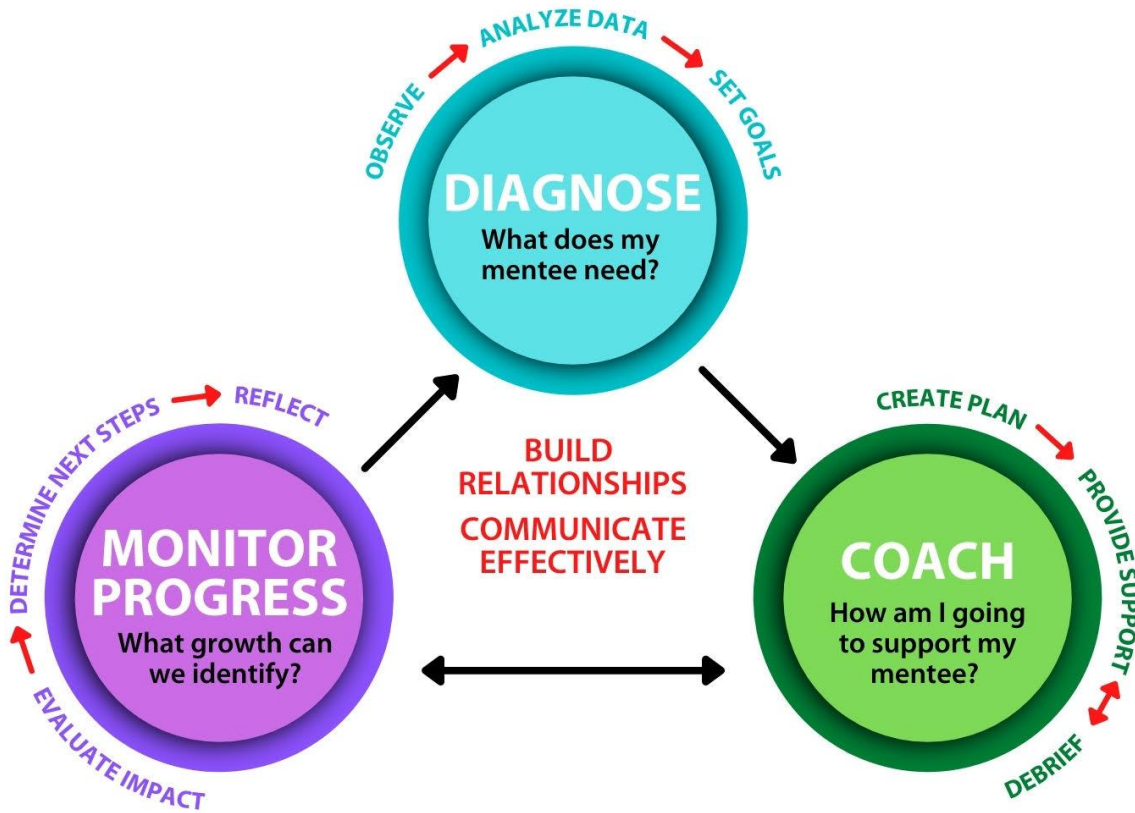 OBSERVE
ANALYZE DATA
SET GOALS
DIAGNOSE
What does my
mentee need?
CREATE PLAN
PROVIDE SUPPORT
DEBRIEF
COACH
How am I going
to support my
mentee?
EVALUATE IMPACT
DETERMINE NEXT STEPS
REFLECT
MONITOR
PROGRESS
What growth can
we identify?
BUILD
RELATIONSHIPS
COMMUNICATE
EFFECTIVELY